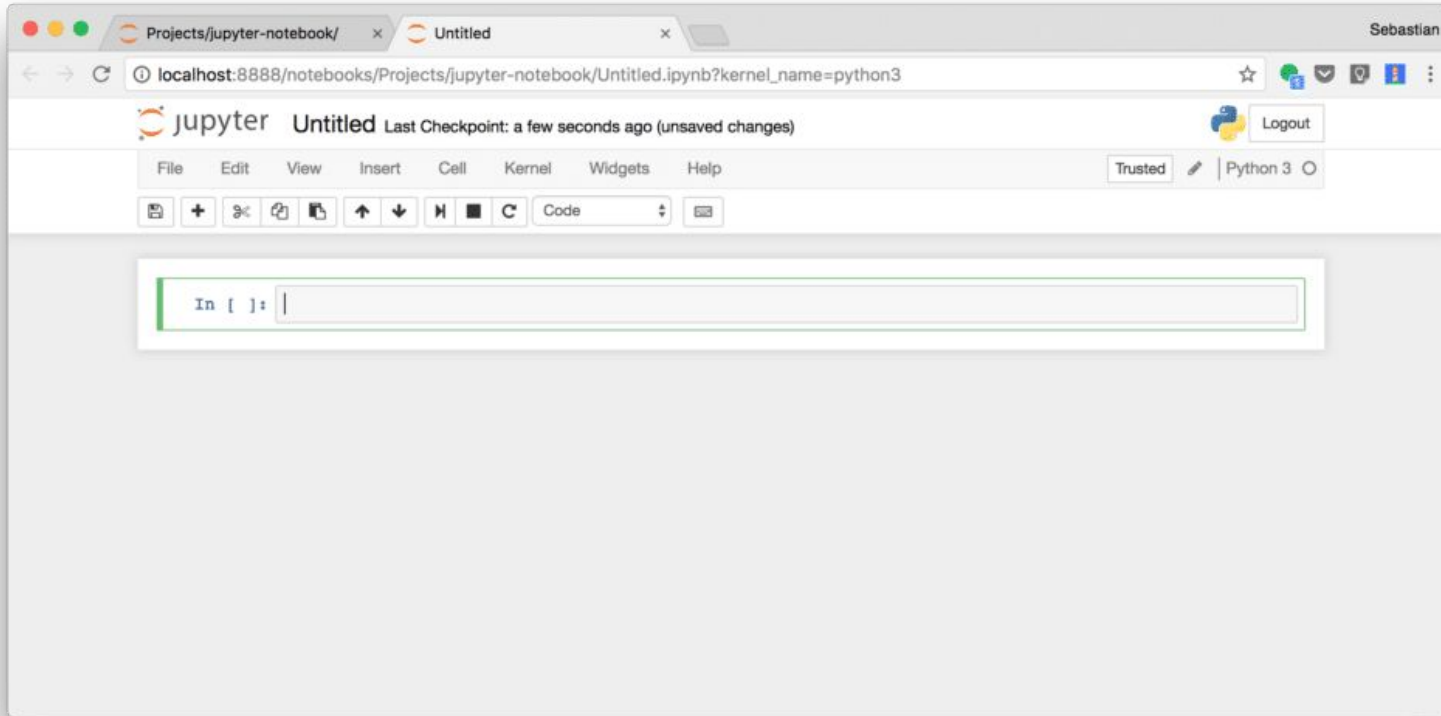 Projects/jupyter-notebook/ Untitled Sebastian
localhost:8888/notebooks/Projects/jupyter-notebook/Untitled.ipynb?kernel_name=python3
jupyter Untitled Last Checkpoint: a few seconds ago (unsaved changes) Logout
File Edit View Insert Cell Kernel Widgets Help Trusted Python 3
Code
In [ ]: